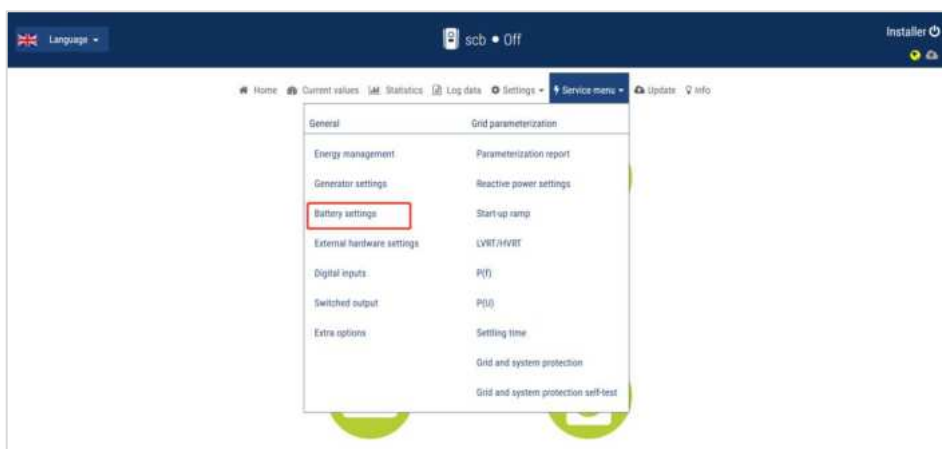 Language
scb • Off
Installer
Home Current values Statistics Log data Settings Service menu Update Info
General
Energy management
Generator settings
Battery settings
External hardware settings
Digital inputs
Switched output
Extra options
Grid parameterization
Parameterization report
Reactive power settings
Start-up ramp
LVRT/HVRT
P(f)
P(U)
Settling time
Grid and system protection
Grid and system protection self-test